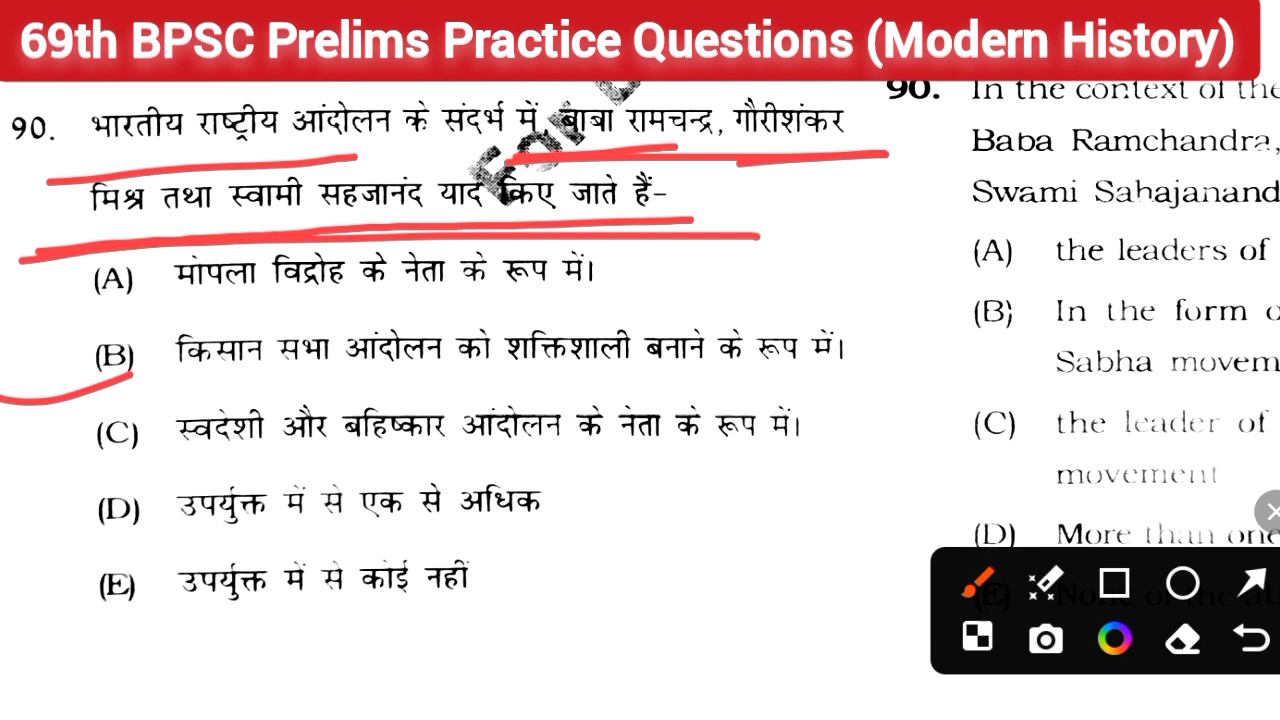 69th BPSC Prelims Practice Questions (Modern History)
90. भारतीय राष्ट्रीय आंदोलन के संदर्भ में, बाबा रामचन्द्र, गौरीशंकर
मिश्र तथा स्वामी सहजानंद याद किए जाते हैं-
(A) मोपला विद्रोह के नेता के रूप में।
(B) किसान सभा आंदोलन को शक्तिशाली बनाने के रूप में।
(C) स्वदेशी और बहिष्कार आंदोलन के नेता के रूप में।
(D) उपर्युक्त में से एक से अधिक
(E) उपर्युक्त में से कोई नहीं
90. In the context of the
Baba Ramchandra,
Swami Sahajanand
(A) the leaders of
(B) In the form
Sabha movem
(C) the leader of
movement
(D) More than one
(E) None of the